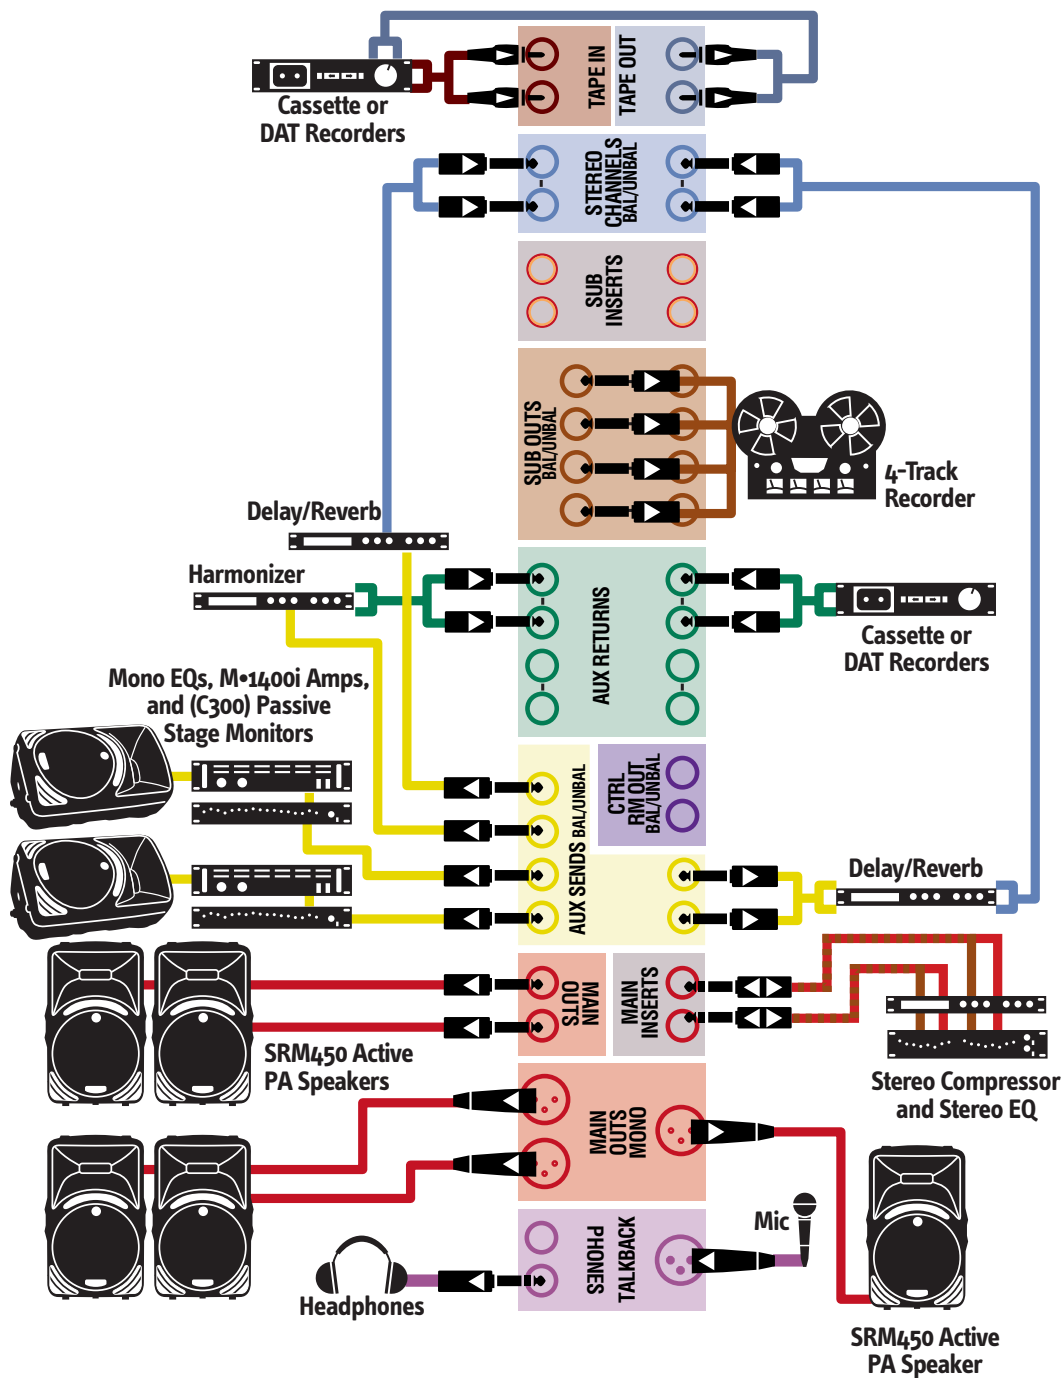 TAPE IN
TAPE OUT
Cassette or
DAT Recorders
STEREO
CHANNELS
BAL/UNBAL
SUB
INSERTS
SUB OUTS
BAL/UNBAL
4-Track
Recorder
Delay/Reverb
Harmonizer
AUX RETURNS
Cassette or
DAT Recorders
Mono EQs, M•1400i Amps,
and (C300) Passive
Stage Monitors
CTRL
RM OUT
BAL/UNBAL
AUX SENDS BAL/UNBAL
Delay/Reverb
MAIN
OUTS
MAIN
INSERTS
SRM450 Active
PA Speakers
Stereo Compressor
and Stereo EQ
MAIN
OUTS
MONO
Mic
PHONES
TALKBACK
Headphones
SRM450 Active
PA Speaker